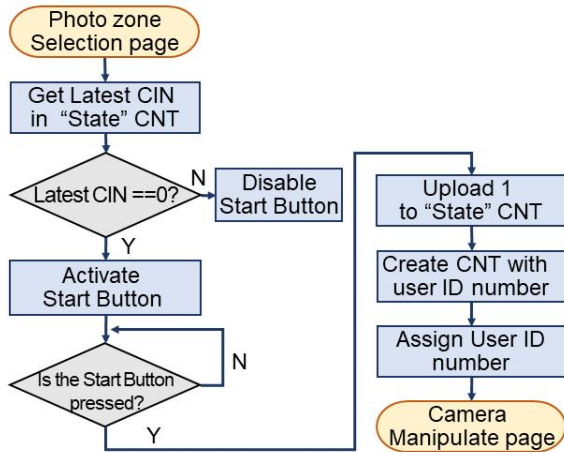 Photo zone
Selection page
Get Latest CIN
in “State” CNT
Latest CIN ==0?
N
Disable
Start Button
Y
Activate
Start Button
N
Is the Start Button
pressed?
Y
Upload 1
to “State” CNT
Create CNT with
user ID number
Assign User ID
number
Camera
Manipulate page